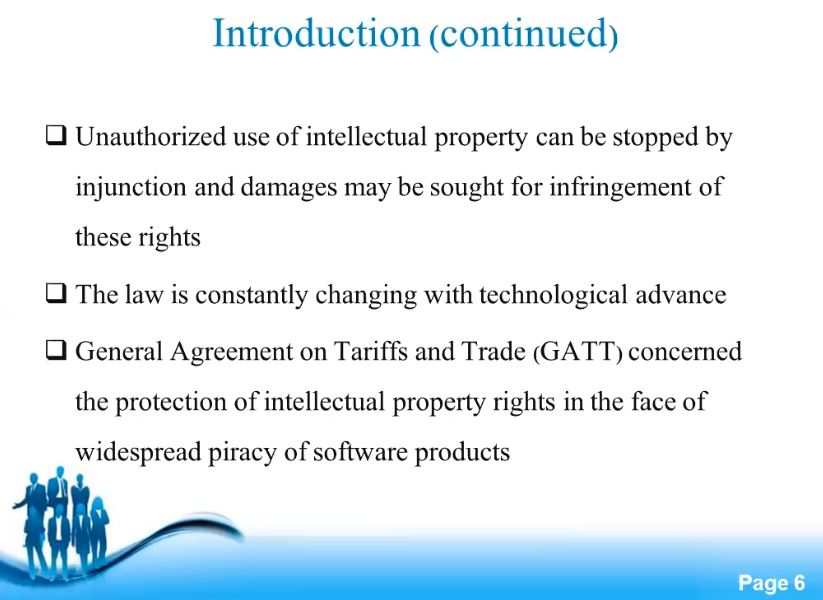 Introduction (continued)
❑ Unauthorized use of intellectual property can be stopped by
injunction and damages may be sought for infringement of
these rights
❑ The law is constantly changing with technological advance
❑ General Agreement on Tariffs and Trade (GATT) concerned
the protection of intellectual property rights in the face of
widespread piracy of software products
Page 6